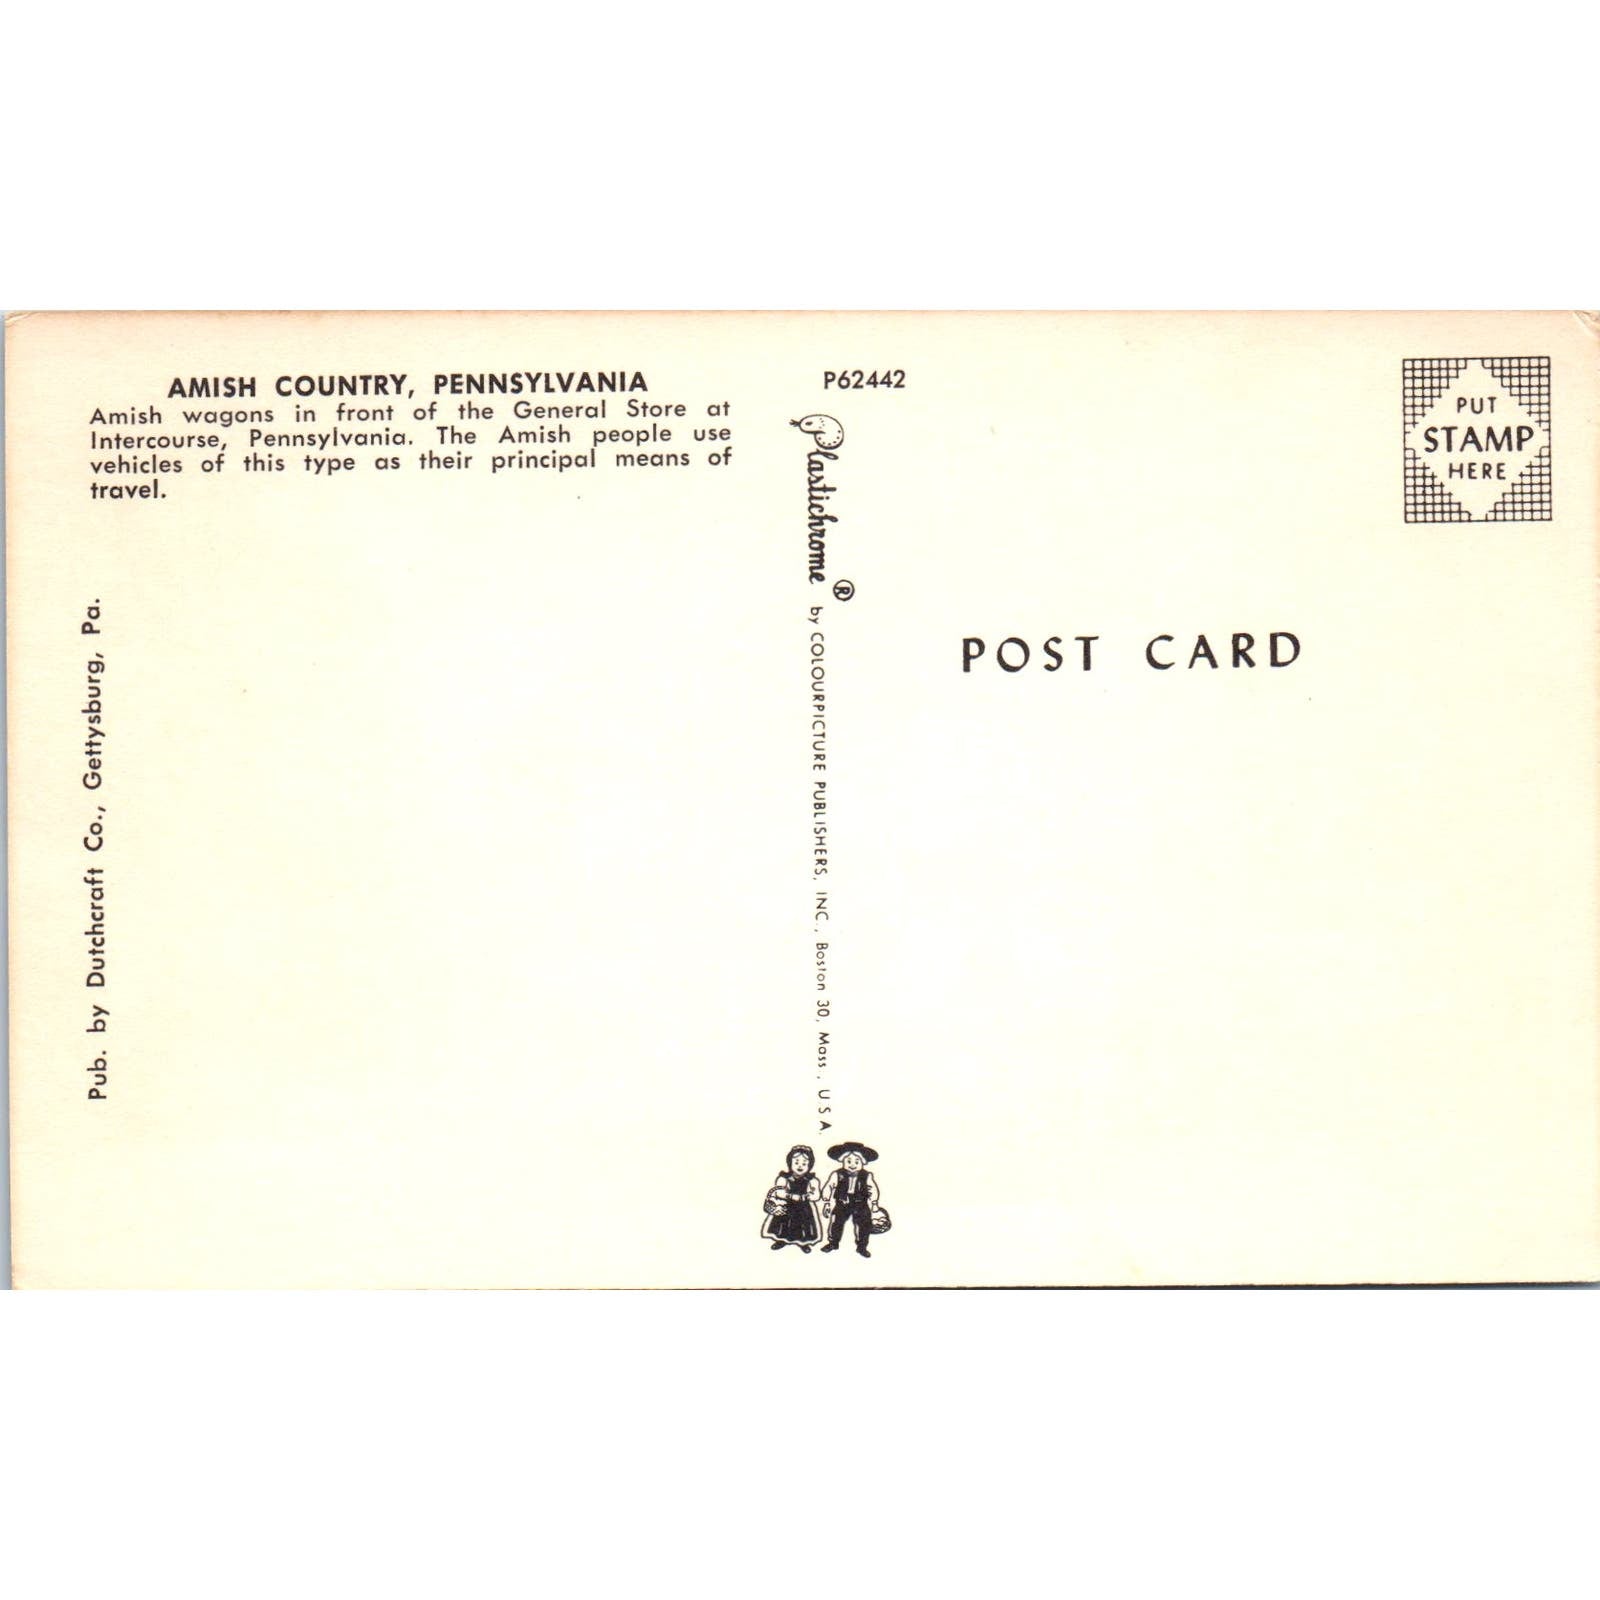 AMISH COUNTRY, PENNSYLVANIA
Amish wagons in front of the General Store at
Intercourse, Pennsylvania. The Amish people use
vehicles of this type as their principal means of
travel.
Pub. by Dutchcraft Co., Gettysburg, Pa.
P62442
Plastichrome ® by COLOURPICTURE PUBLISHERS, INC., Boston 30, Mass., U.S.A.
PUT
STAMP
HERE
POST CARD